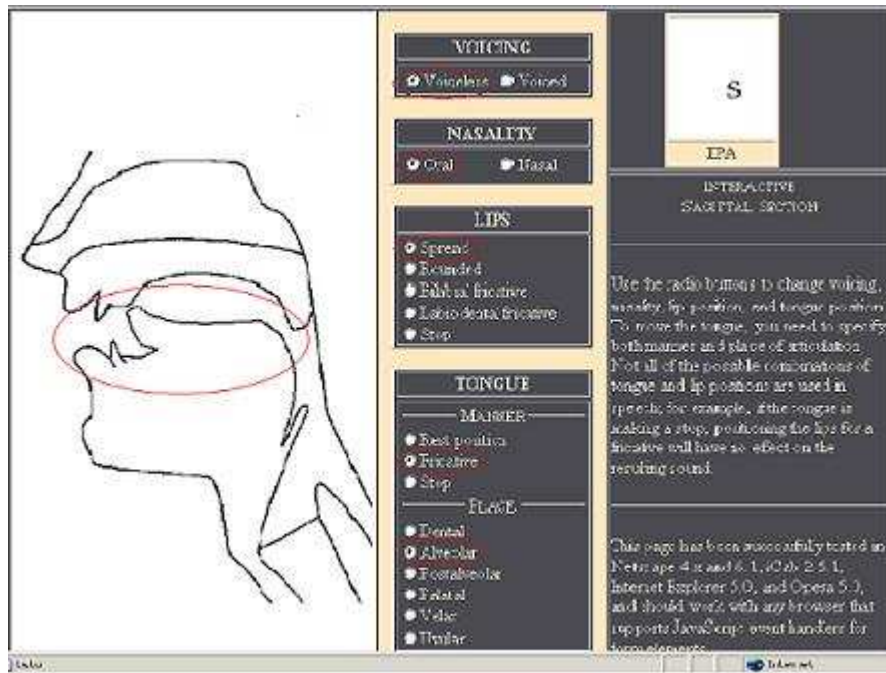 VOICING
Voiceless Voiced
NASALITY
Oral Nasal
LIPS
Spread
Rounded
Bilabial fricative
Labiodental fricative
Stop
TONGUE
MANNER
Rest position
Fricative
Stop
PLACE
Dental
Alveolar
Postalveolar
Palatal
Velar
Uvular
s
IPA
INTERACTIVE
SAGITTAL SECTION
Use the radio buttons to change voicing,
nasality, lip position, and tongue position.
To move the tongue, you need to specify
both manner and place of articulation.
Not all of the possible combinations of
tongue and lip positions are used in
speech; for example, if the tongue is
making a stop, positioning the lips for a
fricative will have no effect on the
resulting sound.
This page has been successfully tested in
Netscape 4.x and 6.1, iCab 2.5.1,
Internet Explorer 5.0, and Opera 5.0,
and should work with any browser that
supports JavaScript event handlers for
form elements.
Internet